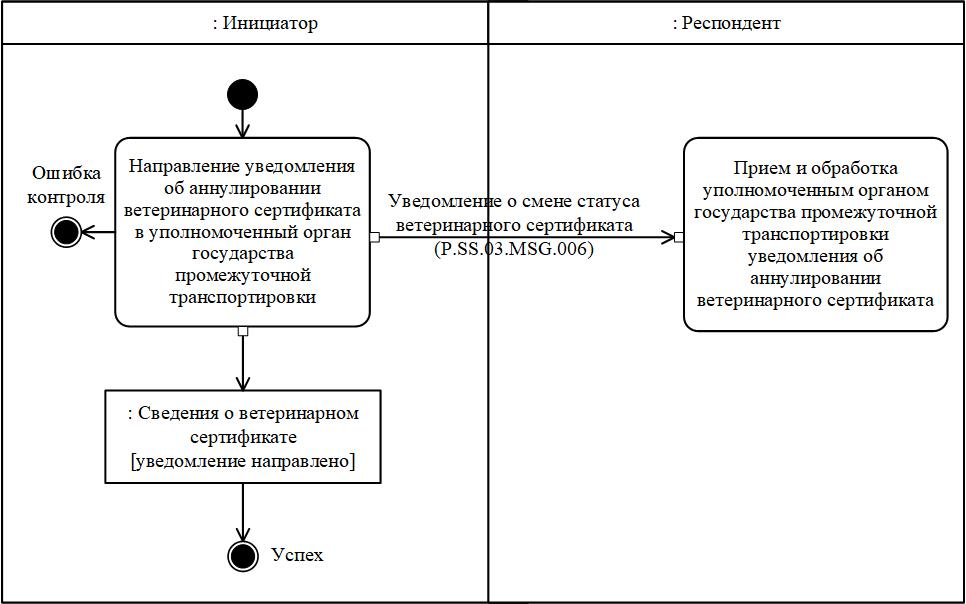 : Инициатор
: Респондент
Ошибка
контроля
Направление уведомления
об аннулировании
ветеринарного сертификата
в уполномоченный орган
государства
промежуточной
транспортировки
Уведомление о смене статуса
ветеринарного сертификата
(P.SS.03.MSG.006)
Прием и обработка
уполномоченным органом
государства промежуточной
транспортировки
уведомления об
аннулировании
ветеринарного сертификата
: Сведения о ветеринарном
сертификате
[уведомление направлено]
Успех